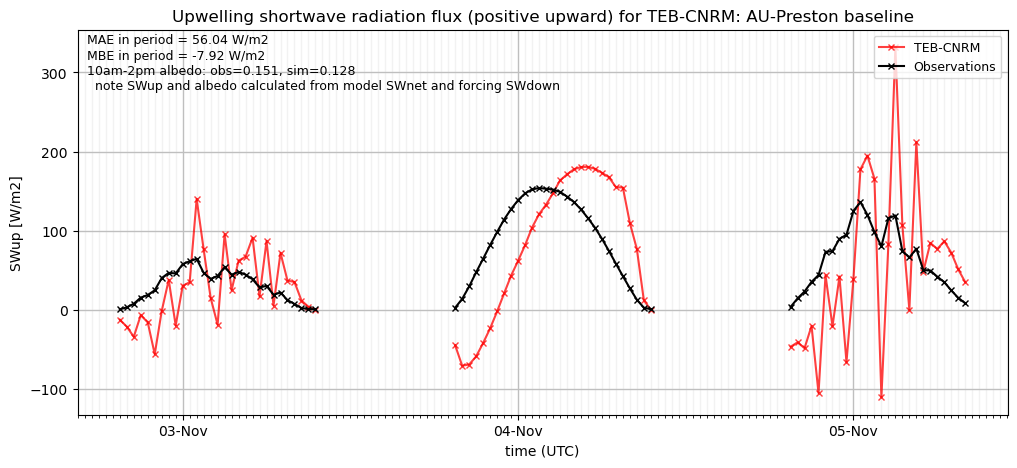 Upwelling shortwave radiation flux (positive upward) for TEB-CNRM: AU-Preston baseline
MAE in period = 56.04 W/m2
MBE in period = -7.92 W/m2
10am-2pm albedo: obs=0.151, sim=0.128
note SWup and albedo calculated from model SWnet and forcing SWdown
TEB-CNRM
Observations
SWup [W/m2]
300
200
100
0
−100
03-Nov
04-Nov
05-Nov
time (UTC)